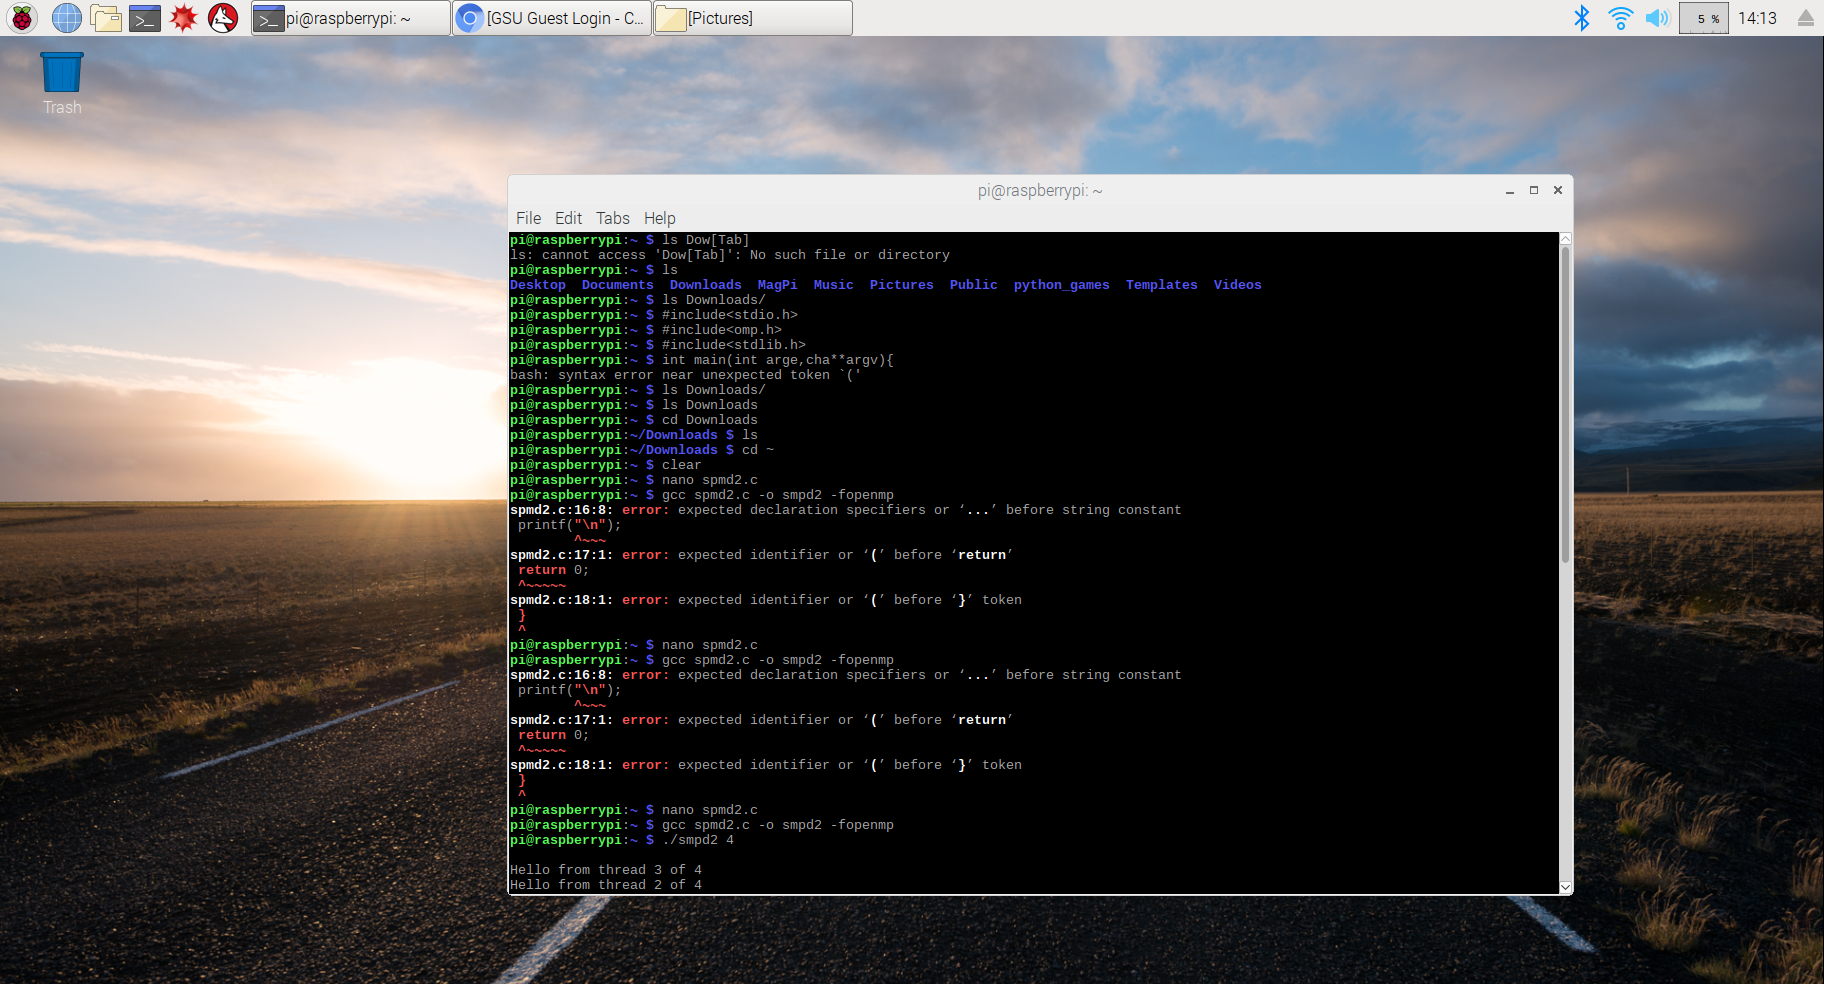 pi@raspberrypi: ~
[GSU Guest Login - C...
[Pictures]
5 %
14:13
Trash
pi@raspberrypi: ~
File Edit Tabs Help
pi@raspberrypi:~ $ ls Dow[Tab]
ls: cannot access 'Dow[Tab]': No such file or directory
pi@raspberrypi:~ $ ls
Desktop Documents Downloads MagPi Music Pictures Public python_games Templates Videos
pi@raspberrypi:~ $ ls Downloads/
pi@raspberrypi:~ $ #include<stdio.h>
pi@raspberrypi:~ $ #include<omp.h>
pi@raspberrypi:~ $ #include<stdlib.h>
pi@raspberrypi:~ $ int main(int arge,cha**argv){
bash: syntax error near unexpected token `('
pi@raspberrypi:~ $ ls Downloads/
pi@raspberrypi:~ $ ls Downloads
pi@raspberrypi:~ $ cd Downloads
pi@raspberrypi:~/Downloads $ ls
pi@raspberrypi:~/Downloads $ cd ~
pi@raspberrypi:~ $ clear
pi@raspberrypi:~ $ nano spmd2.c
pi@raspberrypi:~ $ gcc spmd2.c -o smpd2 -fopenmp
spmd2.c:16:8: error: expected declaration specifiers or ‘...’ before string constant
printf("\n");
^~~~
spmd2.c:17:1: error: expected identifier or ‘(’ before ‘return’
return 0;
^~~~~~
spmd2.c:18:1: error: expected identifier or ‘(’ before ‘}’ token
}
^
pi@raspberrypi:~ $ nano spmd2.c
pi@raspberrypi:~ $ gcc spmd2.c -o smpd2 -fopenmp
spmd2.c:16:8: error: expected declaration specifiers or ‘...’ before string constant
printf("\n");
^~~~
spmd2.c:17:1: error: expected identifier or ‘(’ before ‘return’
return 0;
^~~~~~
spmd2.c:18:1: error: expected identifier or ‘(’ before ‘}’ token
}
^
pi@raspberrypi:~ $ nano spmd2.c
pi@raspberrypi:~ $ gcc spmd2.c -o smpd2 -fopenmp
pi@raspberrypi:~ $ ./smpd2 4
Hello from thread 3 of 4
Hello from thread 2 of 4